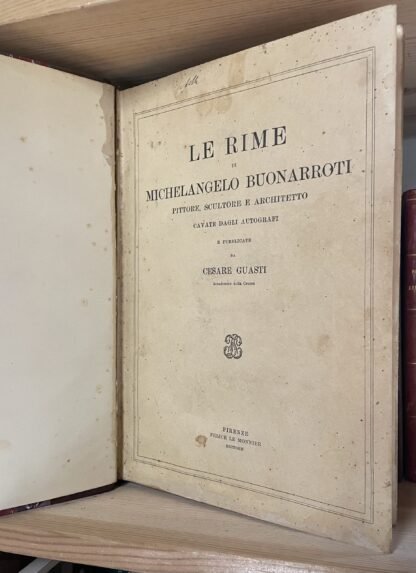 LE RIME
DI
MICHELANGELO BUONARROTI
PITTORE, SCULTORE E ARCHITETTO
CAVATE DAGLI AUTOGRAFI
E PUBBLICATE
DA
CESARE GUASTI
Accademico della Crusca
FIRENZE
FELICE LE MONNIER
EDITORE